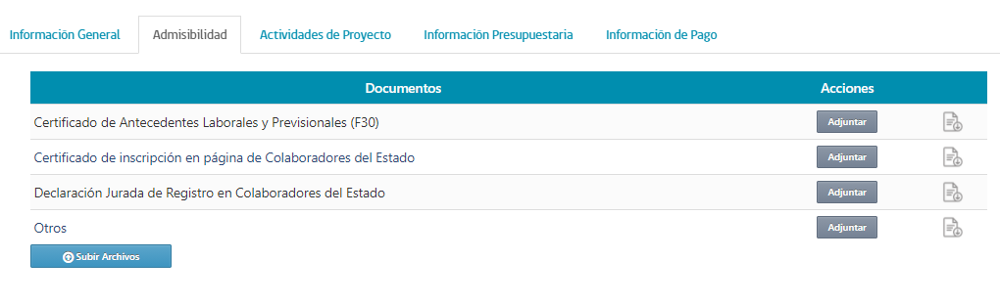 Información General Admisibilidad Actividades de Proyecto Información Presupuestaria Información de Pago
Documentos Acciones
Certificado de Antecedentes Laborales y Previsionales (F30) Adjuntar
Certificado de inscripción en página de Colaboradores del Estado Adjuntar
Declaración Jurada de Registro en Colaboradores del Estado Adjuntar
Otros Adjuntar
Subir Archivos